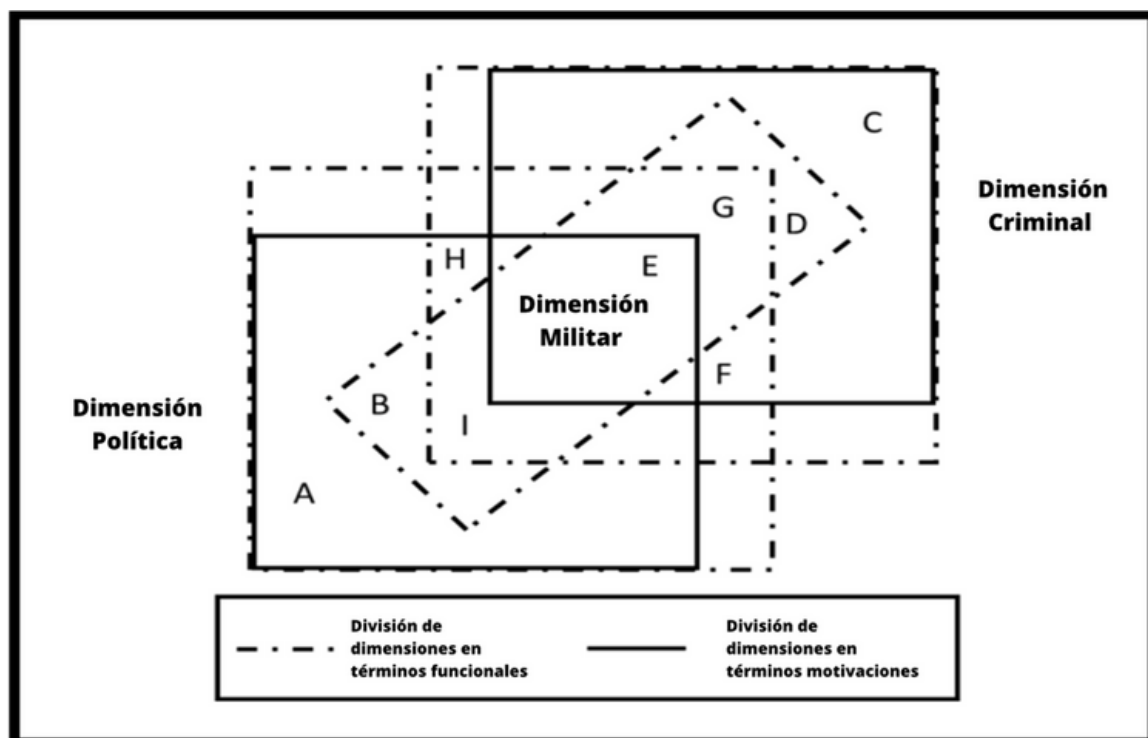 C
Dimensión
Criminal
G
D
H
E
Dimensión
Militar
F
B
Dimensión
Política
I
A
División de
dimensiones en
términos funcionales
División de
dimensiones en
términos motivaciones